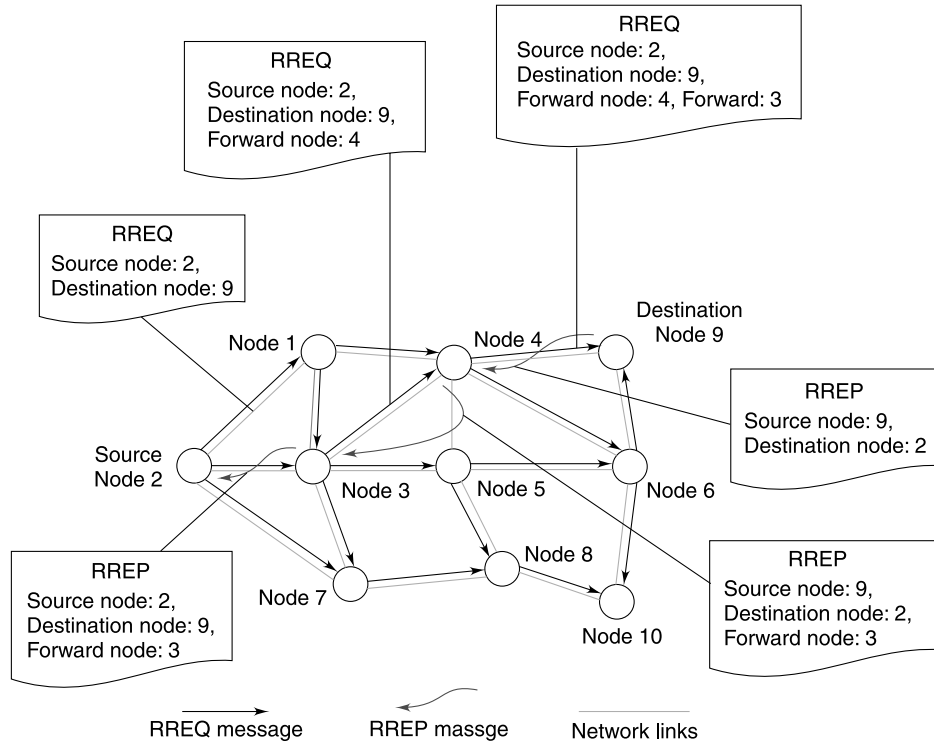 RREQ
Source node: 2,
Destination node: 9,
Forward node: 4, Forward: 3
RREQ
Source node: 2,
Destination node: 9,
Forward node: 4
RREQ
Source node: 2,
Destination node: 9
Destination
Node 9
Node 1
Node 4
RREP
Source node: 9,
Destination node: 2
Source
Node 2
Node 3
Node 5
Node 6
RREP
Source node: 2,
Destination node: 9,
Forward node: 3
Node 7
Node 8
Node 10
RREP
Source node: 9,
Destination node: 2,
Forward node: 3
RREQ message
RREP massge
Network links